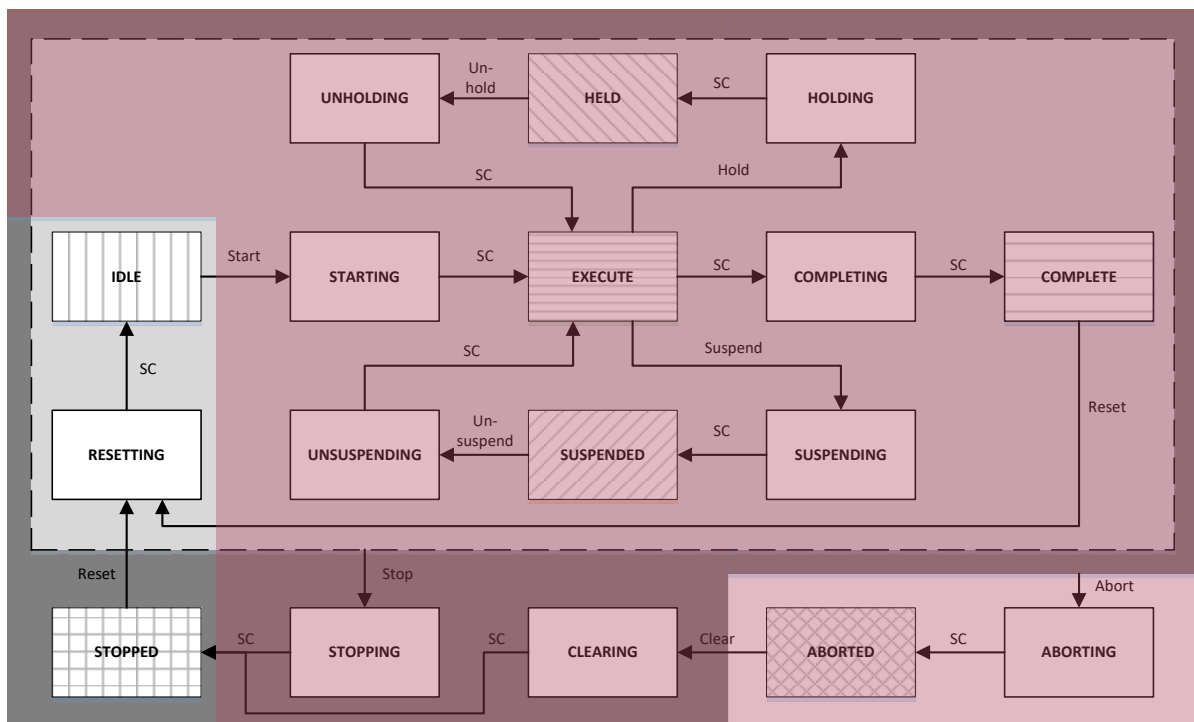 Un-
hold
SC
UNHOLDING
HELD
HOLDING
SC
Hold
Start
SC
SC
SC
IDLE
STARTING
EXECUTE
COMPLETING
COMPLETE
SC
SC
Suspend
Reset
Un-
suspend
SC
RESETTING
UNSUSPENDING
SUSPENDED
SUSPENDING
Reset
Stop
Abort
SC
SC
Clear
SC
STOPPED
STOPPING
CLEARING
ABORTED
ABORTING